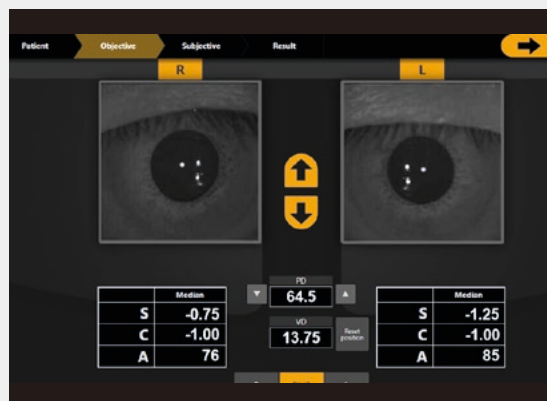 Patient Objective Subjective Result
R L
PD
64.5
VD
13.75
Reset
position
Median
S -0.75
C -1.00
A 76
Median
S -1.25
C -1.00
A 85